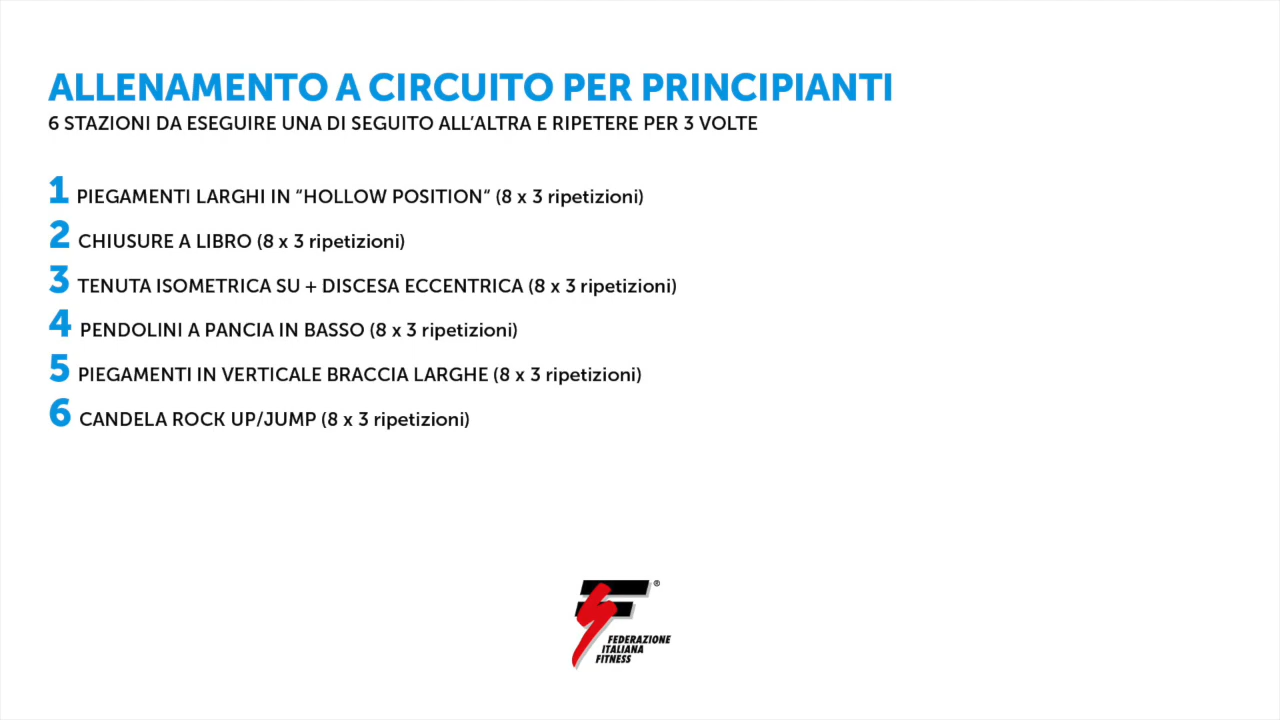 ALLENAMENTO A CIRCUITO PER PRINCIPIANTI
6 STAZIONI DA ESEGUIRE UNA DI SEGUITO ALL’ALTRA E RIPETERE PER 3 VOLTE
1 PIEGAMENTI LARGHI IN “HOLLOW POSITION“ (8 x 3 ripetizioni)
2 CHIUSURE A LIBRO (8 x 3 ripetizioni)
3 TENUTA ISOMETRICA SU + DISCESA ECCENTRICA (8 x 3 ripetizioni)
4 PENDOLINI A PANCIA IN BASSO (8 x 3 ripetizioni)
5 PIEGAMENTI IN VERTICALE BRACCIA LARGHE (8 x 3 ripetizioni)
6 CANDELA ROCK UP/JUMP (8 x 3 ripetizioni)
®
FEDERAZIONE
ITALIANA
FITNESS